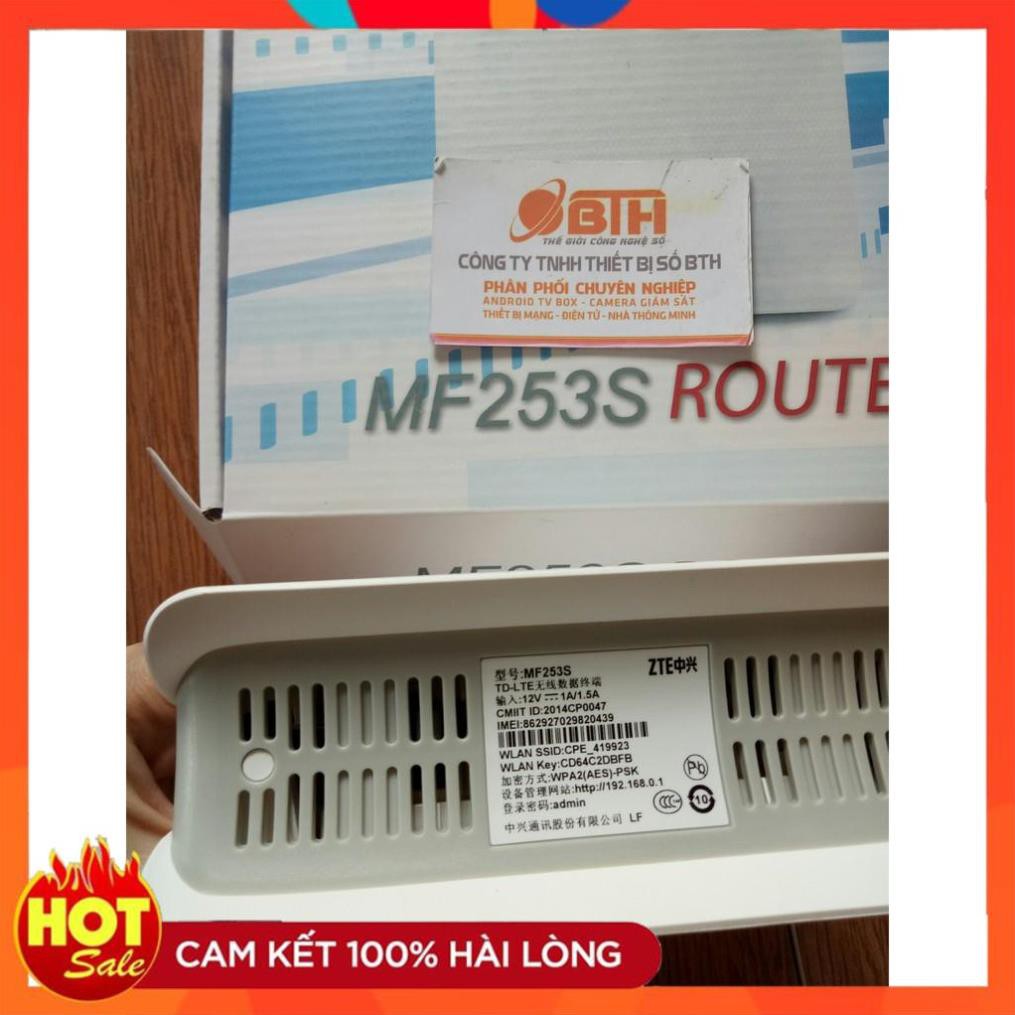 BTH
THẾ GIỚI CÔNG NGHỆ SỐ
CÔNG TY TNHH THIẾT BỊ SỐ BTH
PHÂN PHỐI CHUYÊN NGHIỆP
ANDROID TV BOX - CAMERA GIÁM SÁT
THIẾT BỊ MẠNG - ĐIỆN TỬ - NHÀ THÔNG MINH
MF253S ROUTE
ZTE中兴
型号:MF253S
TD-LTE无线数据终端
输入:12V ⎓ 1A/1.5A
CMIIT ID:2014CP0047
IMEI:862927029820439
WLAN SSID:CPE_419923
WLAN Key:CD64C2DBFB
加密方式:WPA2(AES)-PSK
设备管理网站:http://192.168.0.1
登录密码:admin
中兴通讯股份有限公司 LF
Pb
CCC
10
HOT
Sale
CAM KẾT 100% HÀI LÒNG